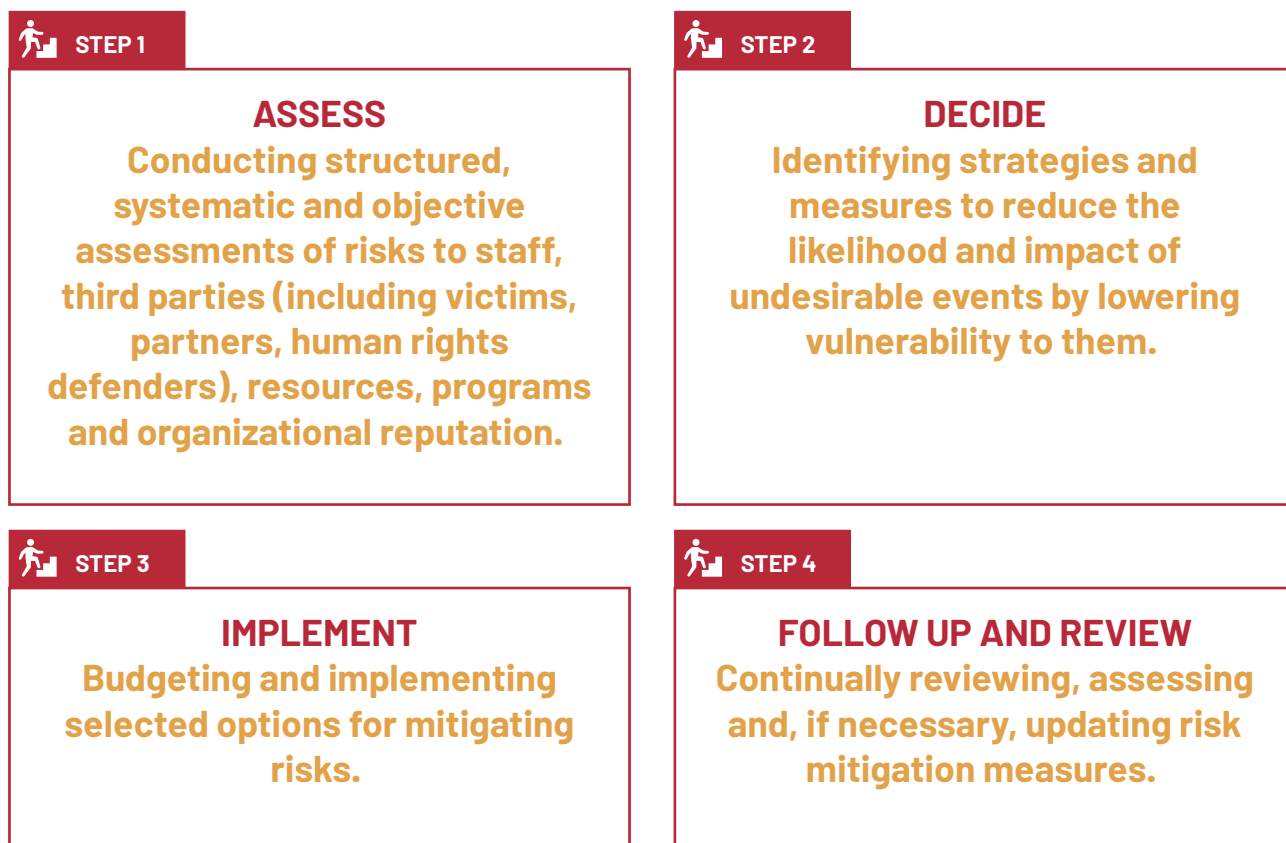 STEP 1
ASSESS
Conducting structured,
systematic and objective
assessments of risks to staff,
third parties (including victims,
partners, human rights
defenders), resources, programs
and organizational reputation.
STEP 2
DECIDE
Identifying strategies and
measures to reduce the
likelihood and impact of
undesirable events by lowering
vulnerability to them.
STEP 3
IMPLEMENT
Budgeting and implementing
selected options for mitigating
risks.
STEP 4
FOLLOW UP AND REVIEW
Continually reviewing, assessing
and, if necessary, updating risk
mitigation measures.